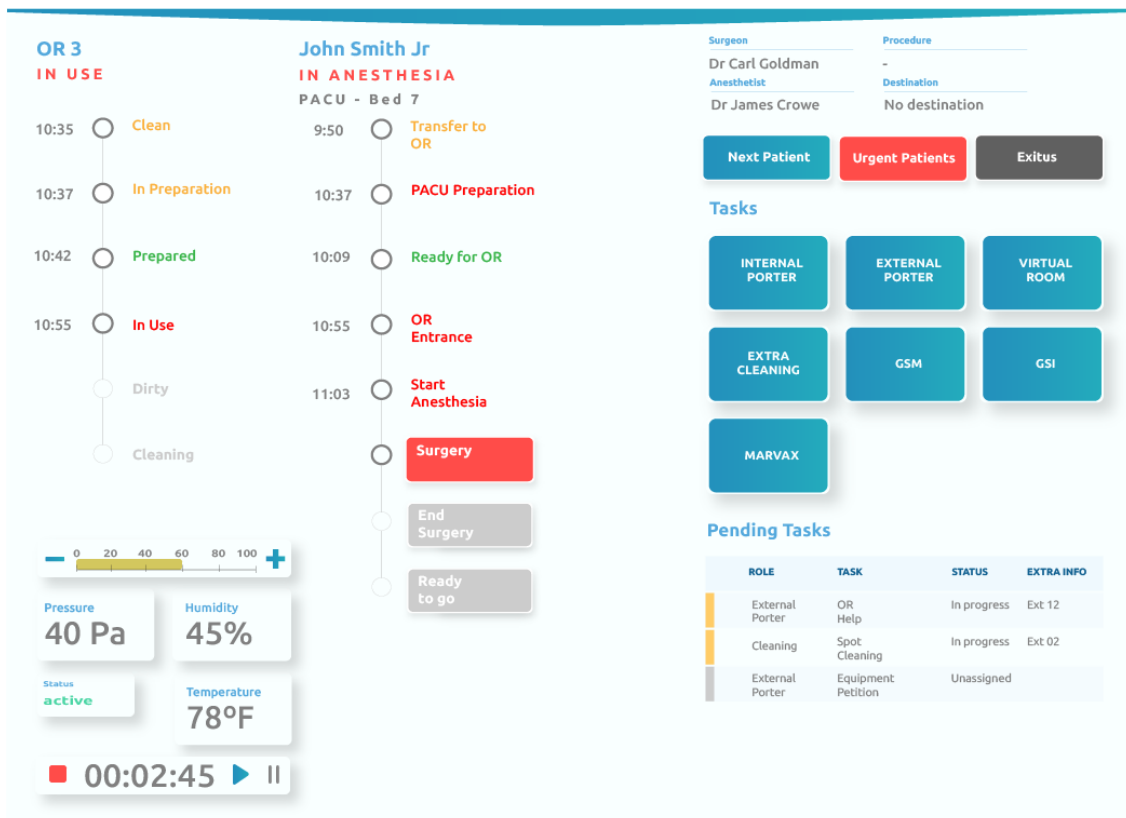 OR 3
IN USE
10:35 Clean
10:37 In Preparation
10:42 Prepared
10:55 In Use
Dirty
Cleaning
0 20 40 60 80 100
Pressure
40 Pa
Humidity
45%
Status
active
Temperature
78ºF
00:02:45
John Smith Jr
IN ANESTHESIA
PACU - Bed 7
9:50 Transfer to
OR
10:37 PACU Preparation
10:09 Ready for OR
10:55 OR
Entrance
11:03 Start
Anesthesia
Surgery
End
Surgery
Ready
to go
Surgeon
Dr Carl Goldman
Procedure
-
Anesthetist
Dr James Crowe
Destination
No destination
Next Patient
Urgent Patients
Exitus
Tasks
INTERNAL
PORTER
EXTERNAL
PORTER
VIRTUAL
ROOM
EXTRA
CLEANING
GSM
GSI
MARVAX
Pending Tasks
ROLE TASK STATUS EXTRA INFO
External OR In progress Ext 12
Porter Help
Cleaning Spot In progress Ext 02
Cleaning
External Equipment Unassigned
Porter Petition